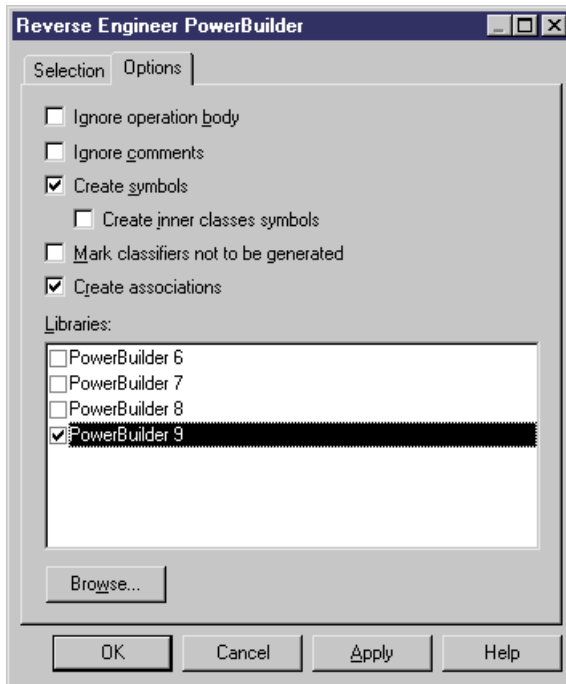 Reverse Engineer PowerBuilder
Selection Options
Ignore operation body
Ignore comments
Create symbols
Create inner classes symbols
Mark classifiers not to be generated
Create associations
Libraries:
PowerBuilder 6
PowerBuilder 7
PowerBuilder 8
PowerBuilder 9
Browse...
OK Cancel Apply Help